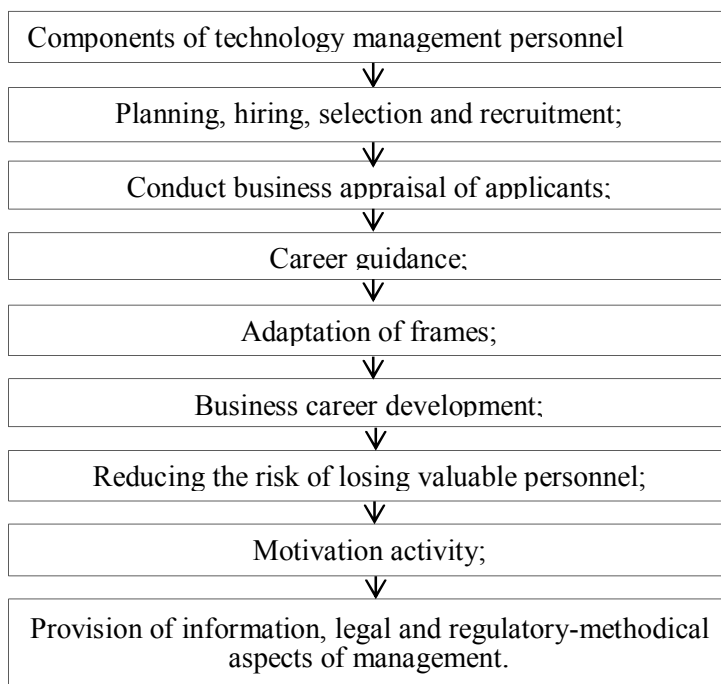 Components of technology management personnel
Planning, hiring, selection and recruitment;
Conduct business appraisal of applicants;
Career guidance;
Adaptation of frames;
Business career development;
Reducing the risk of losing valuable personnel;
Motivation activity;
Provision of information, legal and regulatory-methodical
aspects of management.